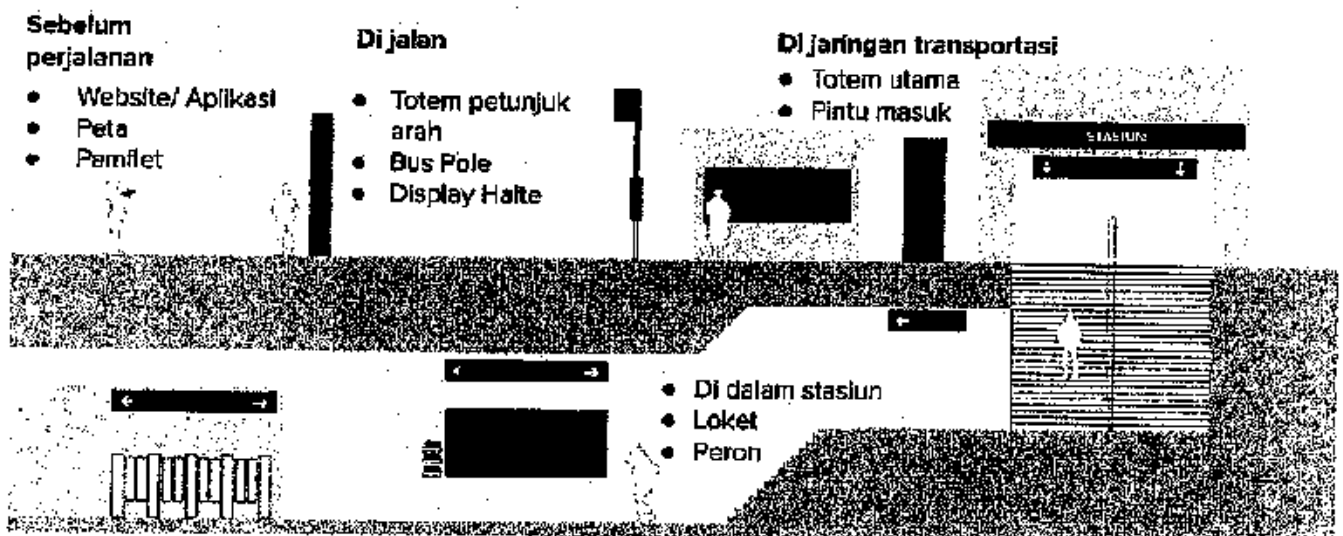 Sebelum
perjalanan
• Website/ Aplikasi
• Peta
• Pamflet
Di jalan
• Totem petunjuk
arah
• Bus Pole
• Display Halte
Di jaringan transportasi
• Totem utama
• Pintu masuk
STASIUN
• Di dalam stasiun
• Loket
• Peron